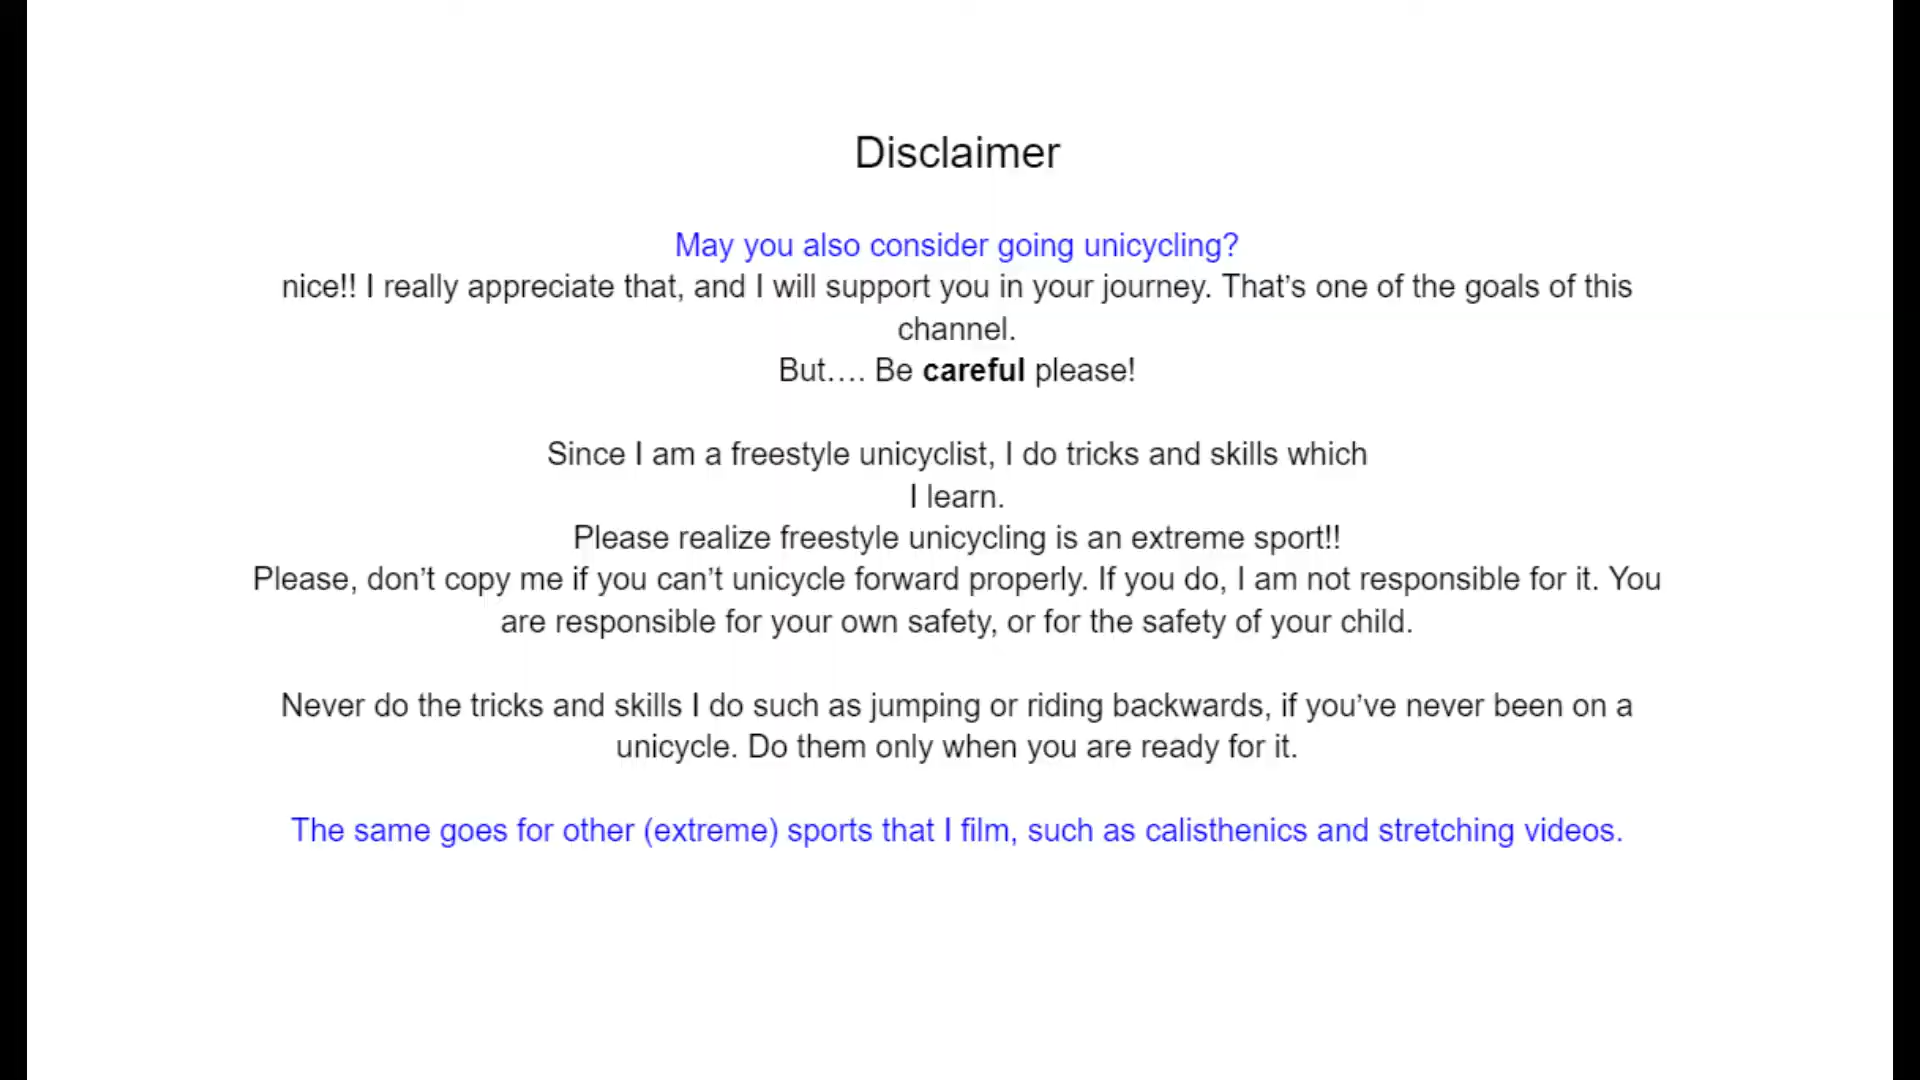 Disclaimer
May you also consider going unicycling?
nice!! I really appreciate that, and I will support you in your journey. That’s one of the goals of this
channel.
But…. Be careful please!
Since I am a freestyle unicyclist, I do tricks and skills which
I learn.
Please realize freestyle unicycling is an extreme sport!!
Please, don’t copy me if you can’t unicycle forward properly. If you do, I am not responsible for it. You
are responsible for your own safety, or for the safety of your child.
Never do the tricks and skills I do such as jumping or riding backwards, if you’ve never been on a
unicycle. Do them only when you are ready for it.
The same goes for other (extreme) sports that I film, such as calisthenics and stretching videos.